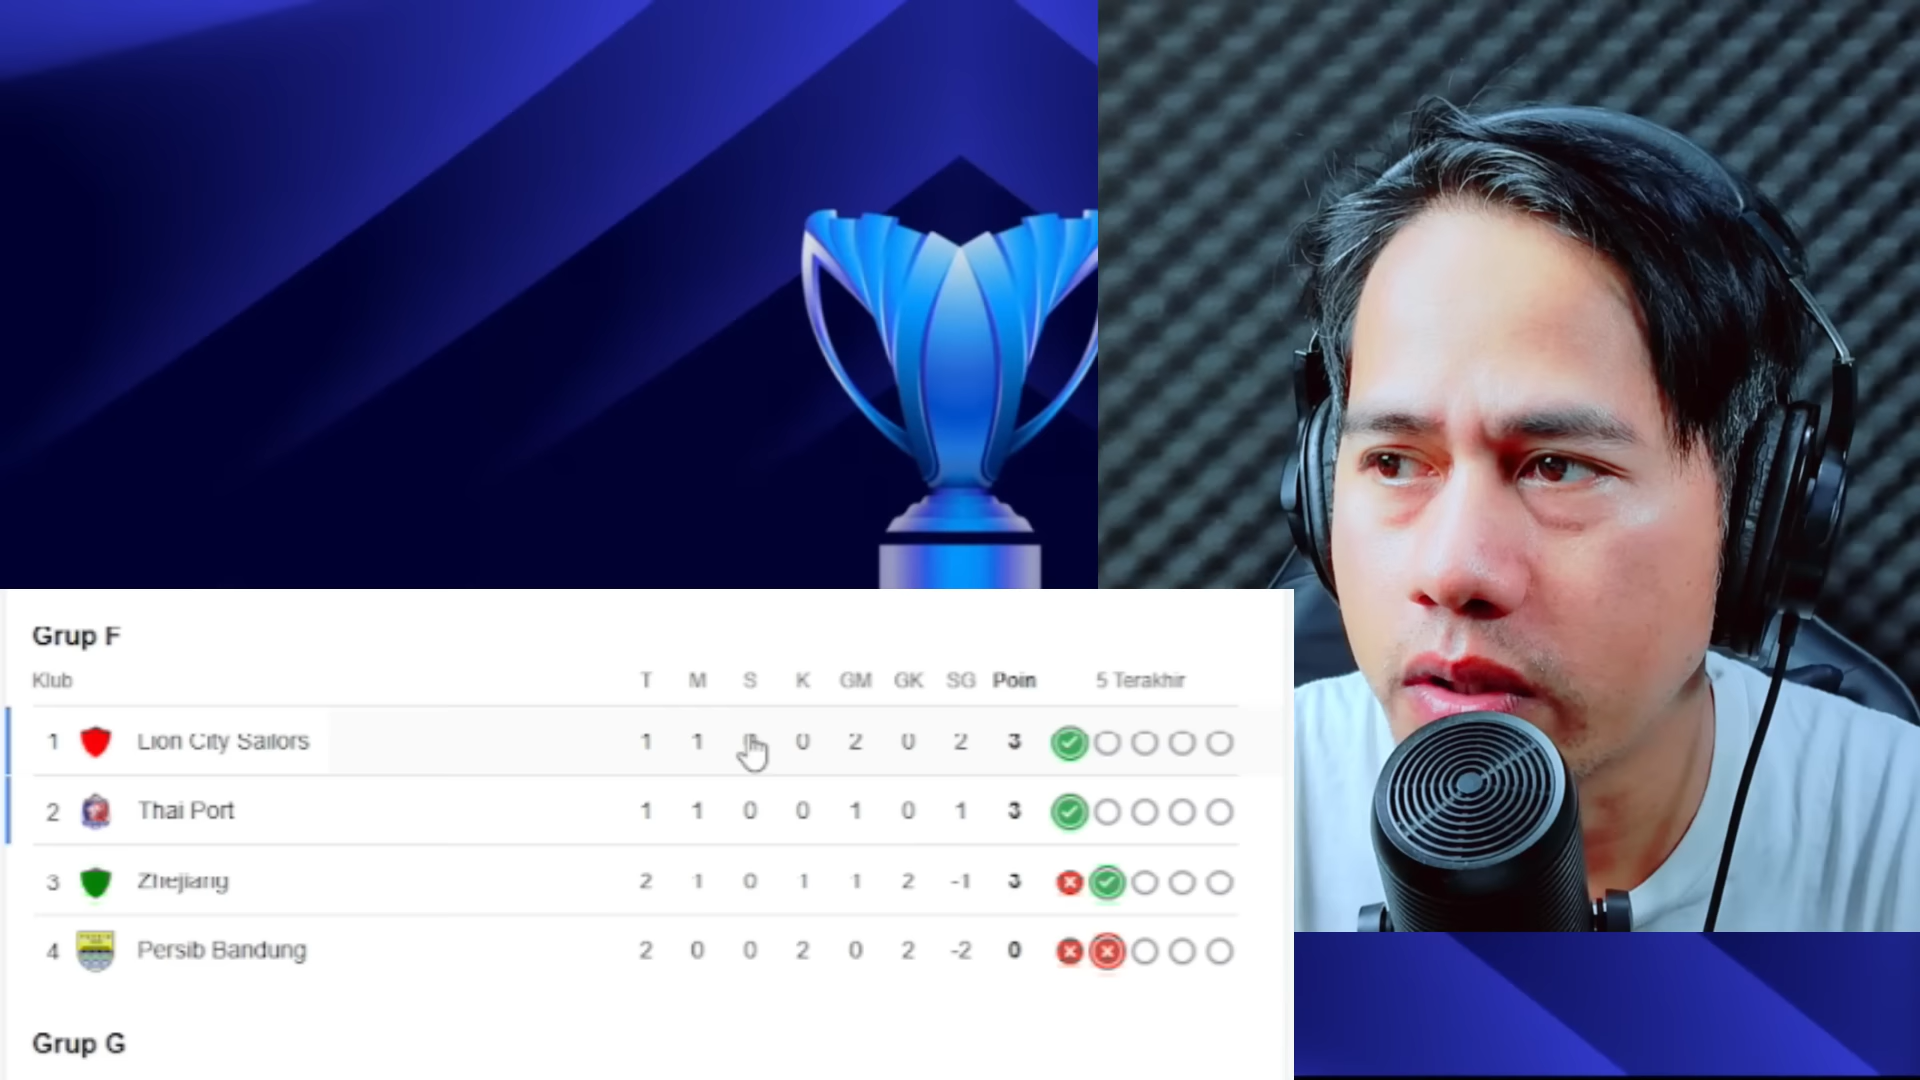 Grup F
Klub T M S K GM GK SG Poin 5 Terakhir
1 Lion City Sailors 1 1 0 2 0 2 3
2 Thai Port 1 1 0 0 1 0 1 3
3 Zhejiang 2 1 0 1 1 2 -1 3
4 Persib Bandung 2 0 0 2 0 2 -2 0
Grup G